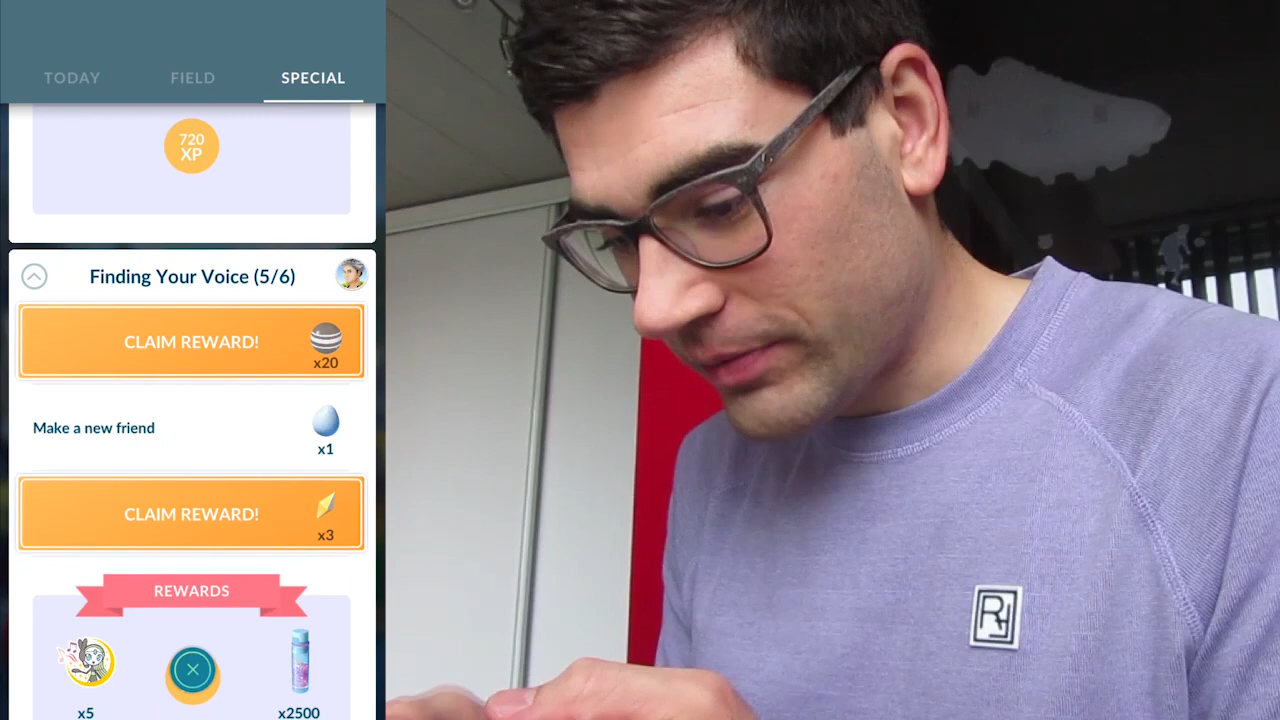 TODAY FIELD SPECIAL
720
XP
Finding Your Voice (5/6)
CLAIM REWARD!
x20
Make a new friend
x1
CLAIM REWARD!
x3
REWARDS
x5 x2500